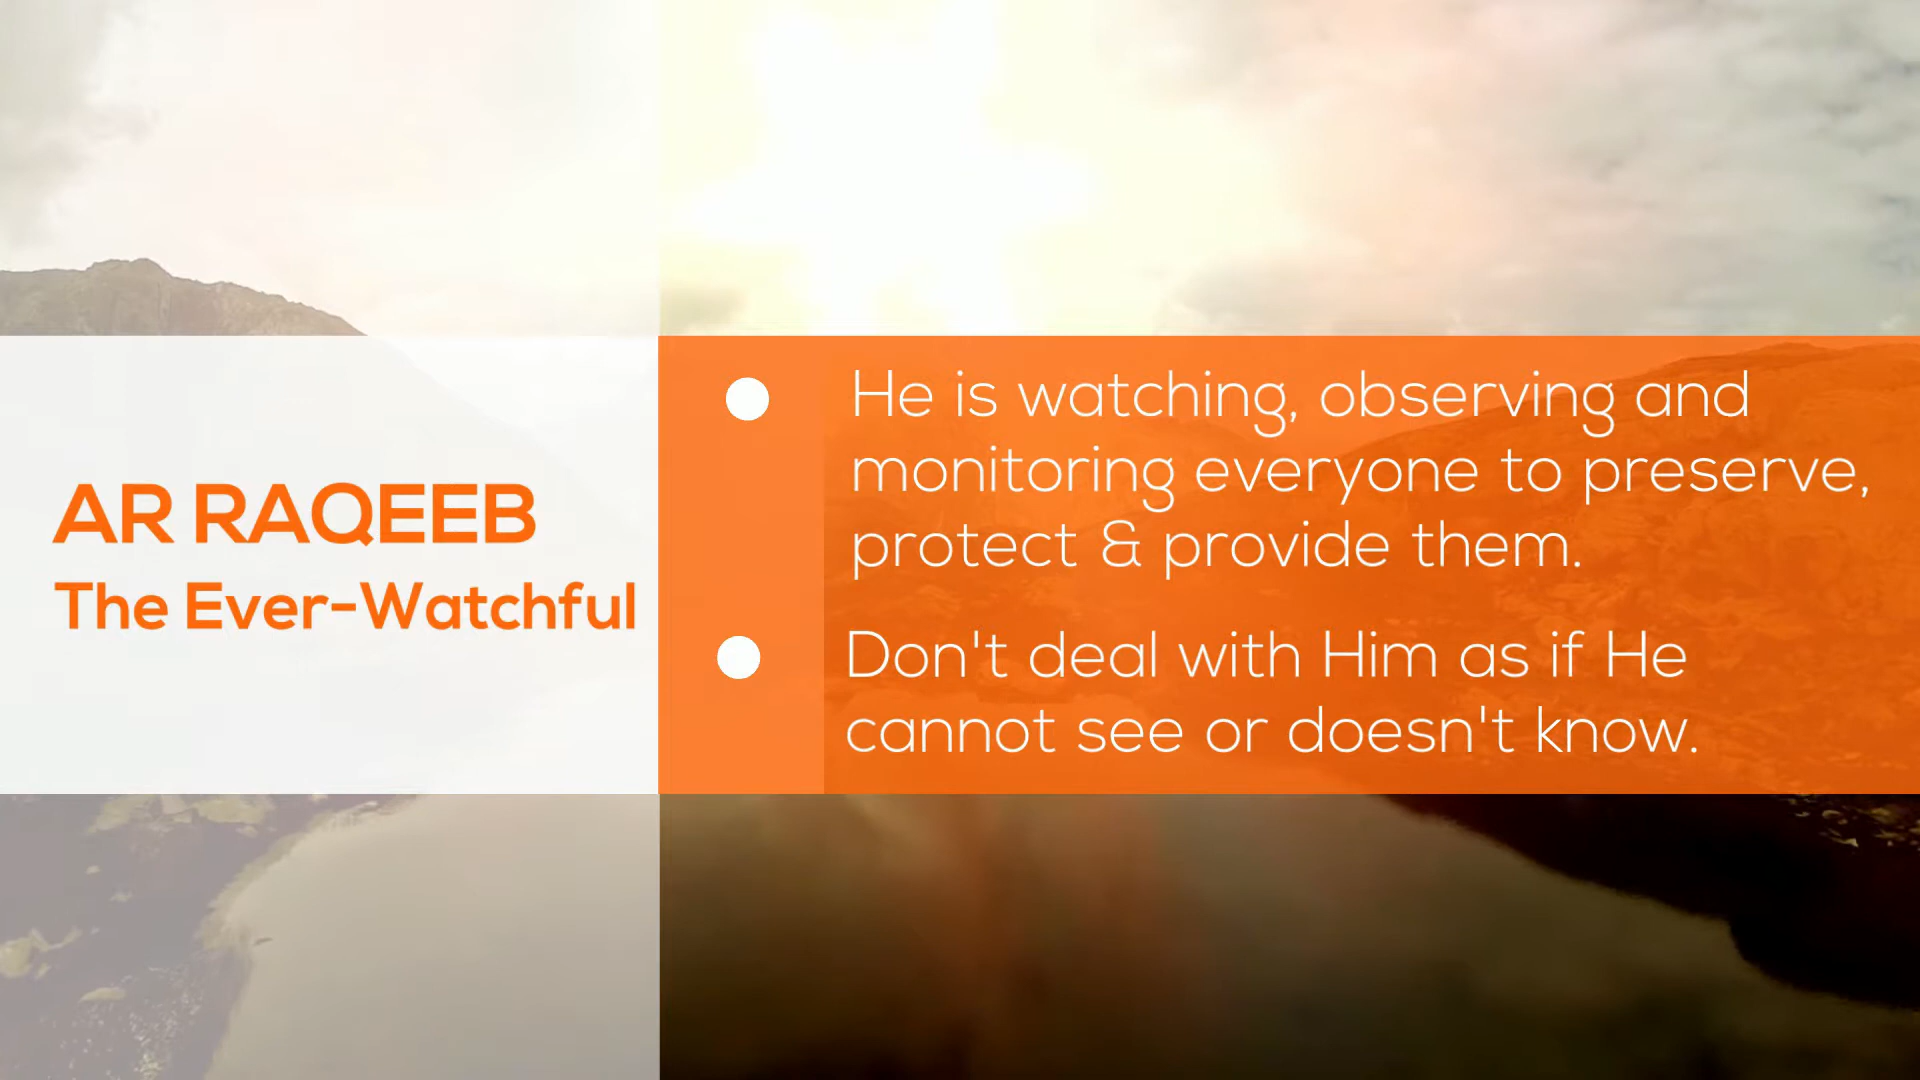 AR RAQEEB
The Ever-Watchful
He is watching, observing and
monitoring everyone to preserve,
protect & provide them.
Don't deal with Him as if He
cannot see or doesn't know.